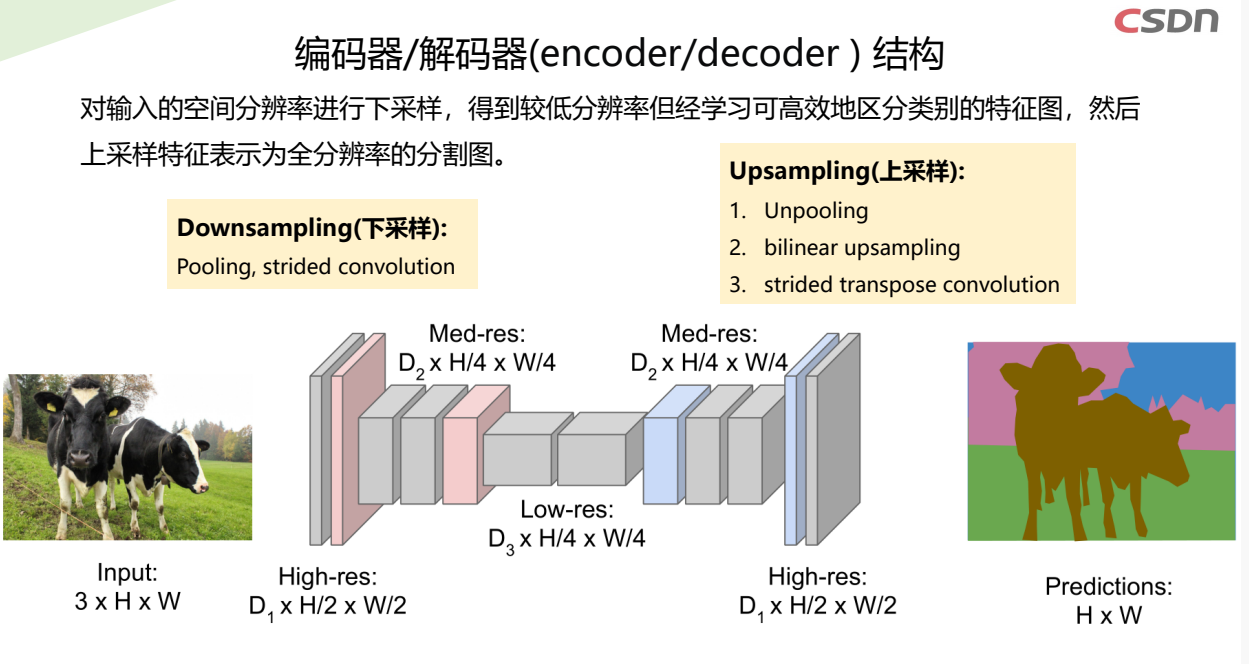 CSDN
编码器/解码器(encoder/decoder ) 结构
对输入的空间分辨率进行下采样，得到较低分辨率但经学习可高效地区分类别的特征图，然后
上采样特征表示为全分辨率的分割图。
Downsampling(下采样):
Pooling, strided convolution
Upsampling(上采样):
1. Unpooling
2. bilinear upsampling
3. strided transpose convolution
Med-res:
D2 x H/4 x W/4
Med-res:
D2 x H/4 x W/4
Low-res:
D3 x H/4 x W/4
Input:
3 x H x W
High-res:
D1 x H/2 x W/2
High-res:
D1 x H/2 x W/2
Predictions:
H x W